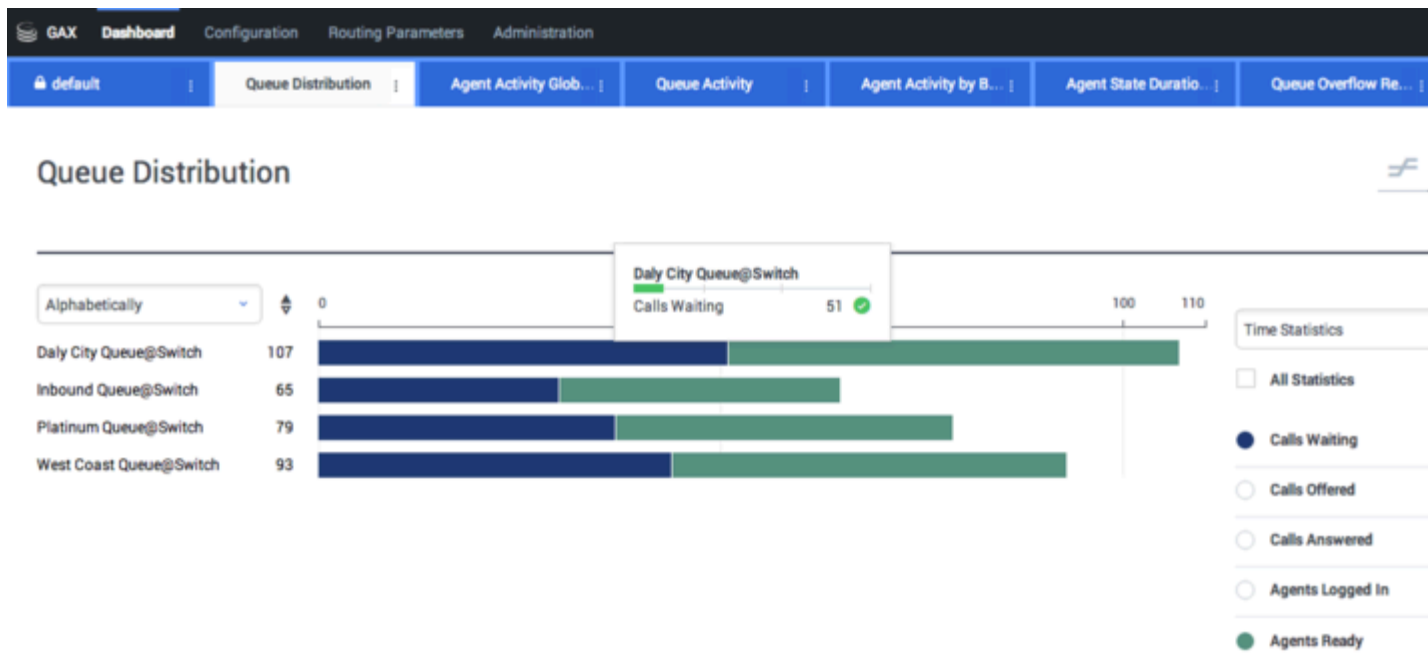 GAX Dashboard Configuration Routing Parameters Administration
default Queue Distribution Agent Activity Glob... Queue Activity Agent Activity by B... Agent State Duratio... Queue Overflow Re...
Queue Distribution
Daly City Queue@Switch
Calls Waiting 51
Alphabetically 0 100 110
Time Statistics
Daly City Queue@Switch 107
Inbound Queue@Switch 65
Platinum Queue@Switch 79
West Coast Queue@Switch 93
All Statistics
Calls Waiting
Calls Offered
Calls Answered
Agents Logged In
Agents Ready